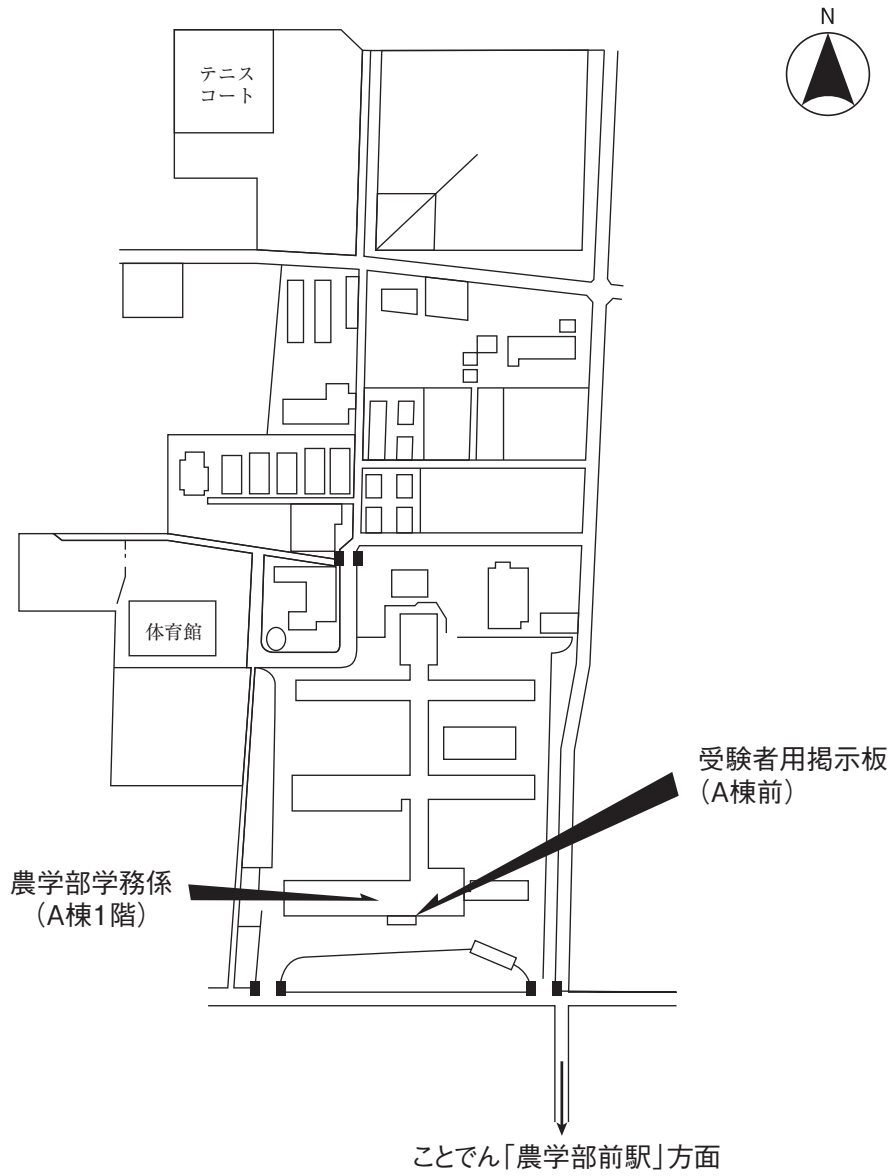 N
テニス
コート
体育館
受験者用掲示板
（A棟前）
農学部学務係
（A棟1階）
ことでん「農学部前駅」方面